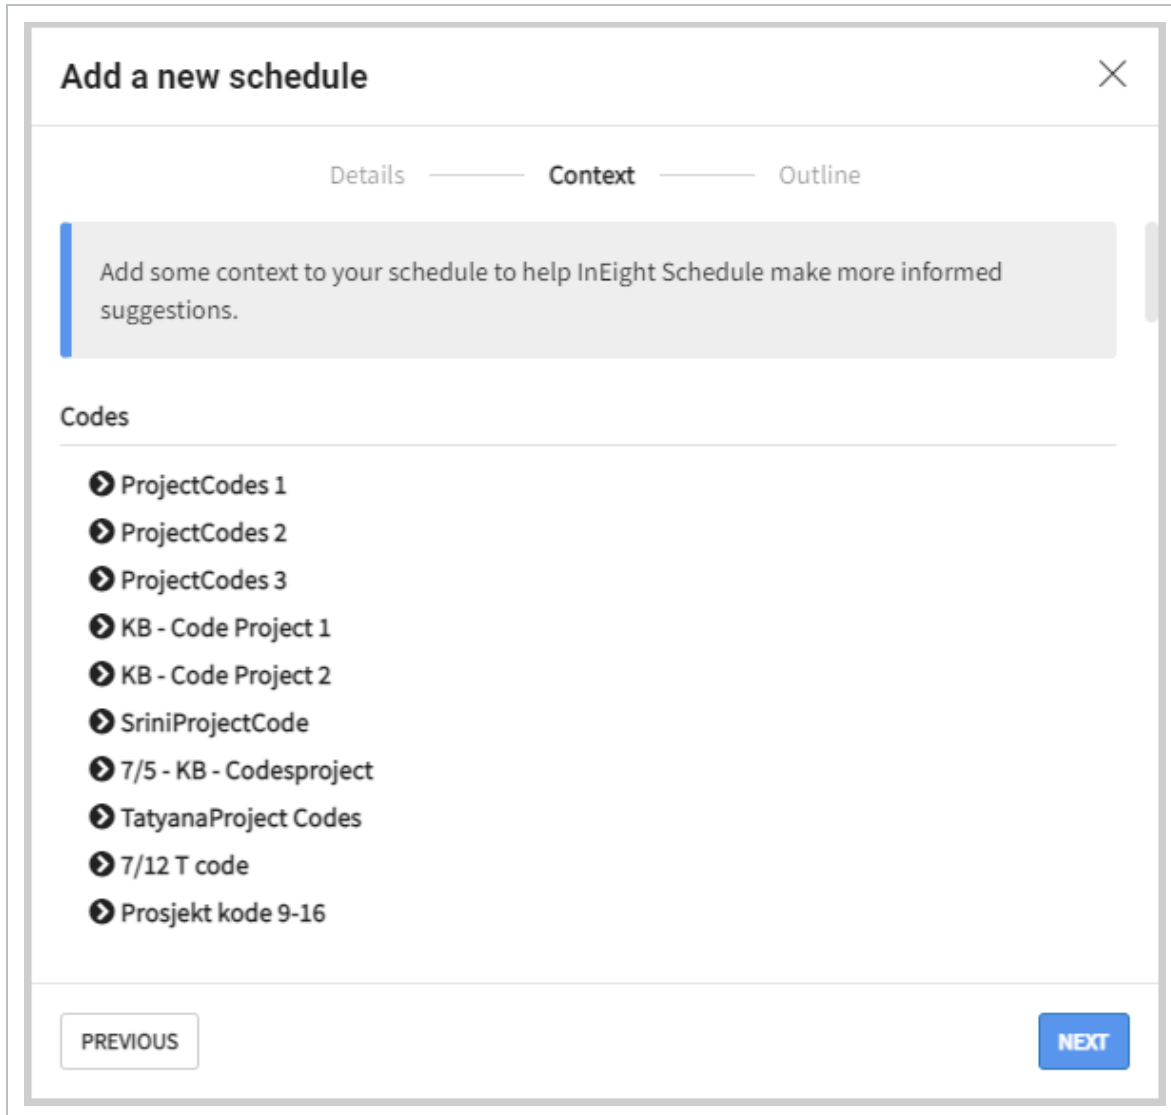 Add a new schedule
Details Context Outline
Add some context to your schedule to help InEight Schedule make more informed
suggestions.
Codes
ProjectCodes 1
ProjectCodes 2
ProjectCodes 3
KB - Code Project 1
KB - Code Project 2
SriniProjectCode
7/5 - KB - Codesproject
TatyanaProject Codes
7/12 T code
Prosjekt kode 9-16
PREVIOUS NEXT